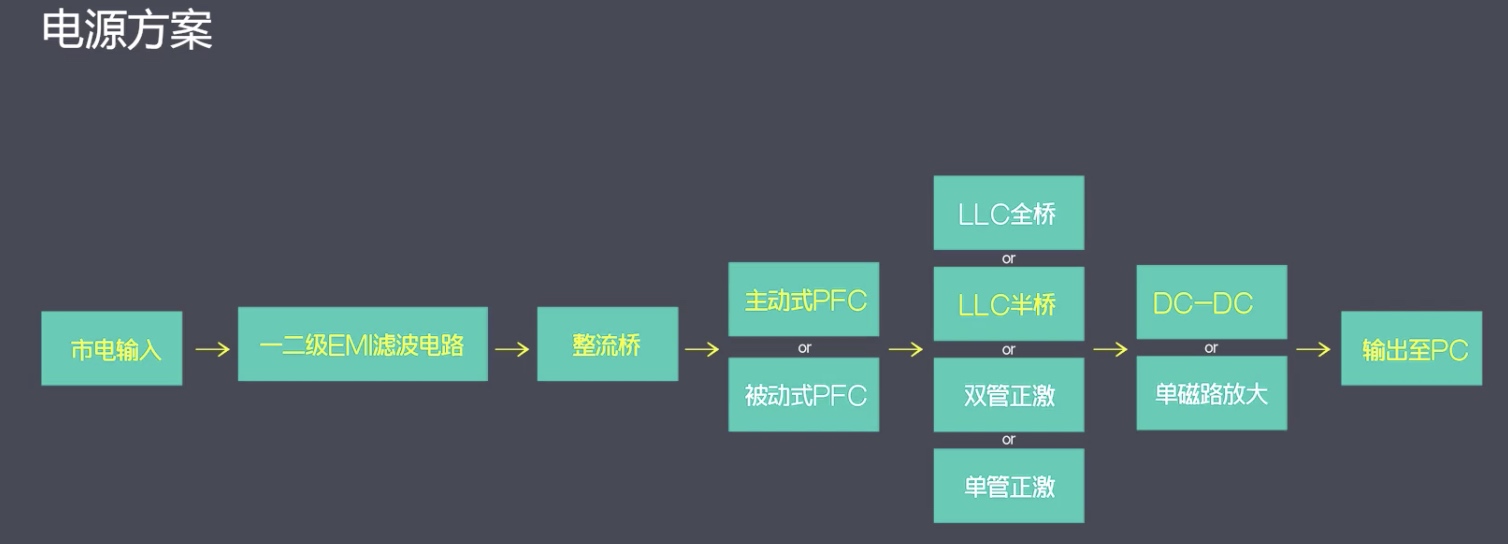 电源方案
市电输入
一二级EMI滤波电路
整流桥
主动式PFC
or
被动式PFC
LLC全桥
or
LLC半桥
or
双管正激
or
单管正激
DC-DC
or
单磁路放大
输出至PC